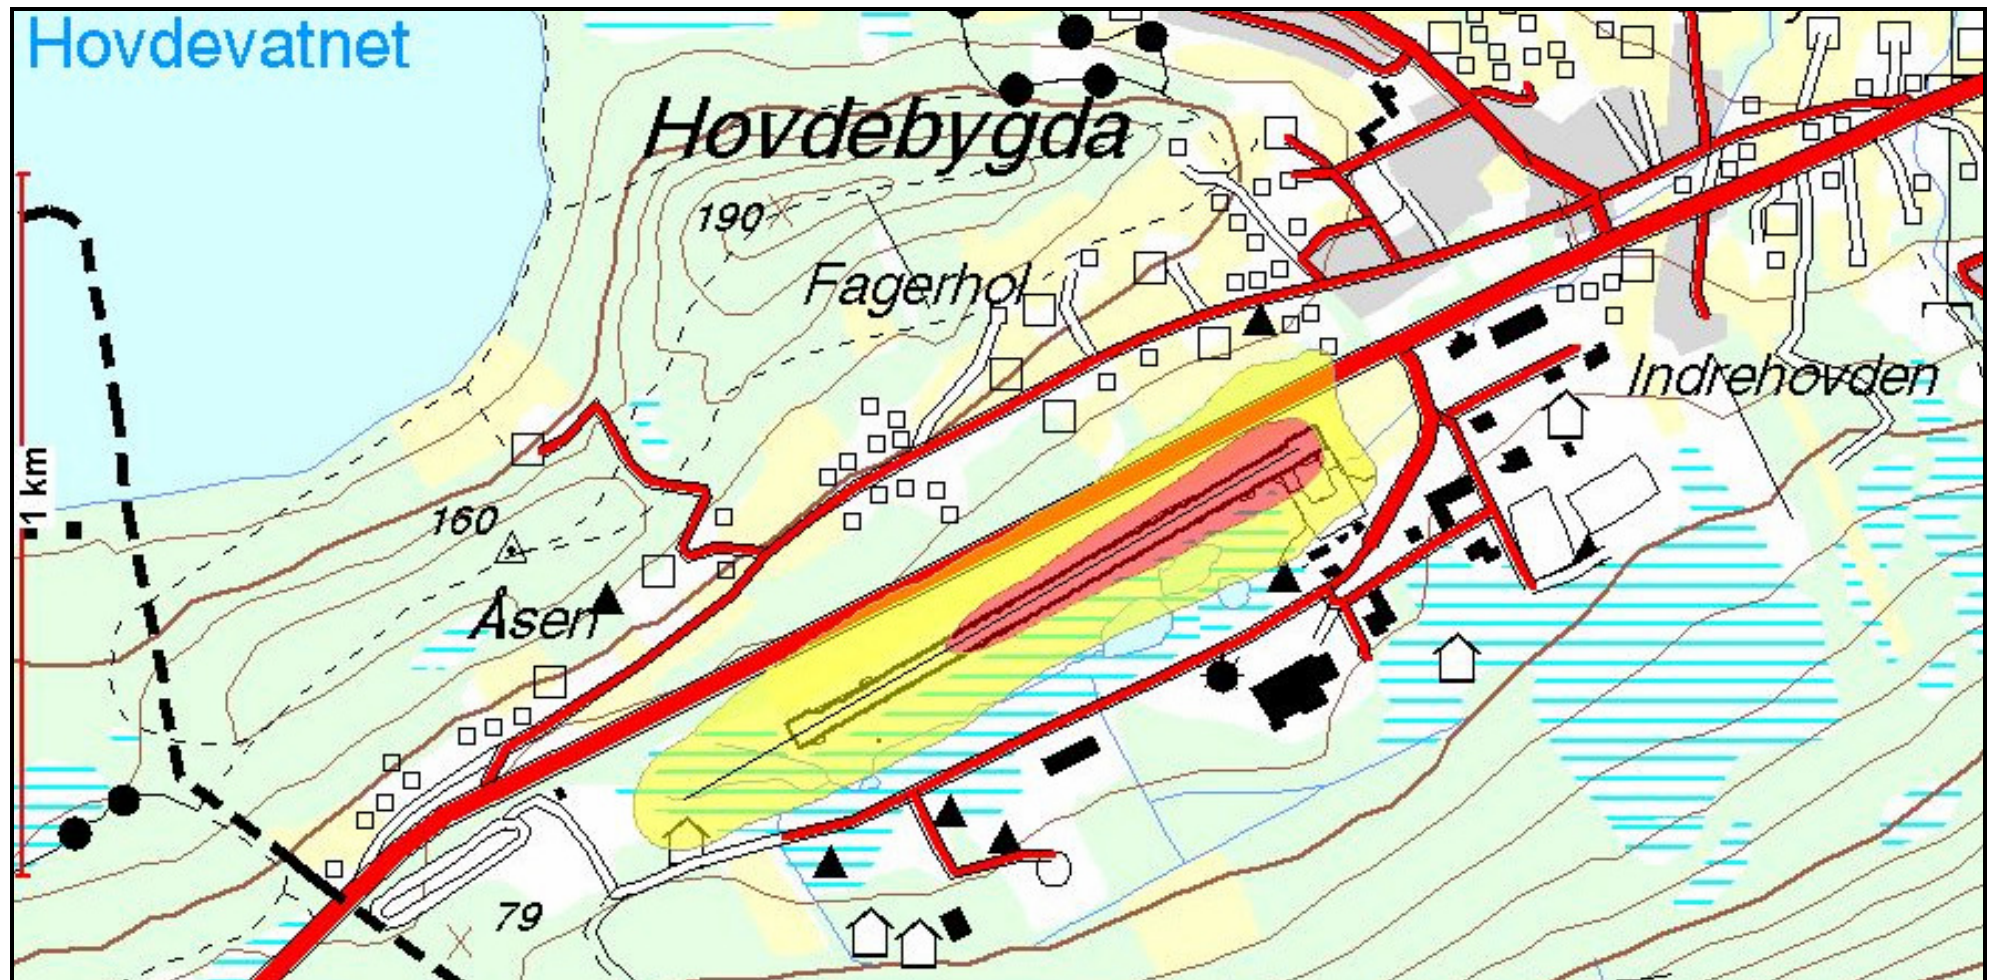 Hovdevatnet
Hovdebygda
190
Fagerhol
Indrehovden
1 km
160
Åsen
79